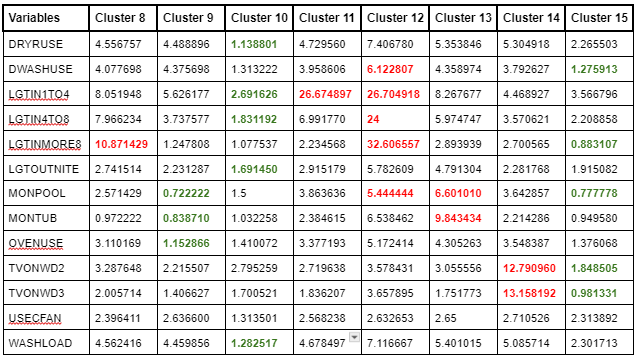 Variables Cluster 8 Cluster 9 Cluster 10 Cluster 11 Cluster 12 Cluster 13 Cluster 14 Cluster 15
DRYRUSE 4.556757 4.488896 1.138801 4.729560 7.406780 5.353846 5.304918 2.265503
DWASHUSE 4.077698 4.375698 1.313222 3.958606 6.122807 4.358974 3.792627 1.275913
LGTIN1TO4 8.051948 5.626177 2.691626 26.674897 26.704918 8.267677 4.468927 3.566796
LGTIN4TO8 7.966234 3.737577 1.831192 6.991770 24 5.974747 3.570621 2.208858
LGTINMORE8 10.871429 1.247808 1.077537 2.234568 32.606557 2.893939 2.700565 0.883107
LGTOUTNITE 2.741514 2.231287 1.691450 2.915179 5.782609 4.791304 2.281768 1.915082
MONPOOL 2.571429 0.722222 1.5 3.863636 5.444444 6.601010 3.642857 0.777778
MONTUB 0.972222 0.838710 1.032258 2.384615 6.538462 9.843434 2.214286 0.949580
OVENUSE 3.110169 1.152866 1.410072 3.377193 5.172414 4.305263 3.548387 1.376068
TVONWD2 3.287648 2.215507 2.795259 2.719638 3.578431 3.055556 12.790960 1.848505
TVONWD3 2.005714 1.406627 1.700521 1.836207 3.657895 1.751773 13.158192 0.981331
USECFAN 2.396411 2.636600 1.313501 2.568238 2.632653 2.65 2.710526 2.313892
WASHLOAD 4.562416 4.459856 1.282517 4.678497 7.116667 5.401015 5.085714 2.301713